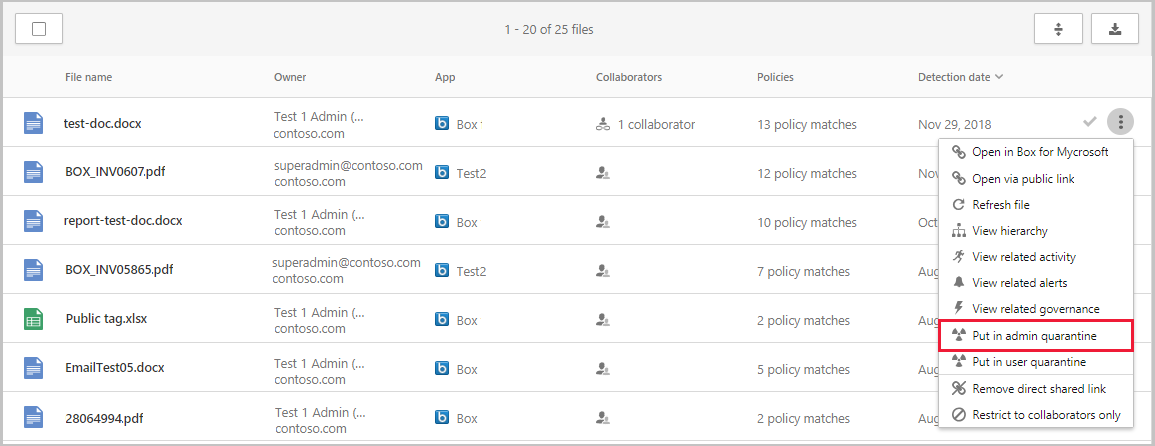 1 - 20 of 25 files
File name Owner App Collaborators Policies Detection date
test-doc.docx Test 1 Admin (... Box 1 collaborator 13 policy matches Nov 29, 2018
contoso.com
BOX_INV0607.pdf superadmin@contoso.com Test2 12 policy matches Nov
contoso.com
report-test-doc.docx Test 1 Admin (... Box 10 policy matches Oct
contoso.com
BOX_INV05865.pdf superadmin@contoso.com Test2 7 policy matches Aug
contoso.com
Public tag.xlsx Test 1 Admin (... Box 2 policy matches Aug
contoso.com
EmailTest05.docx Test 1 Admin (... Box 5 policy matches Aug
contoso.com
28064994.pdf Test 1 Admin (... Box 2 policy matches Aug
contoso.com
Open in Box for Mycrosoft
Open via public link
Refresh file
View hierarchy
View related activity
View related alerts
View related governance
Put in admin quarantine
Put in user quarantine
Remove direct shared link
Restrict to collaborators only